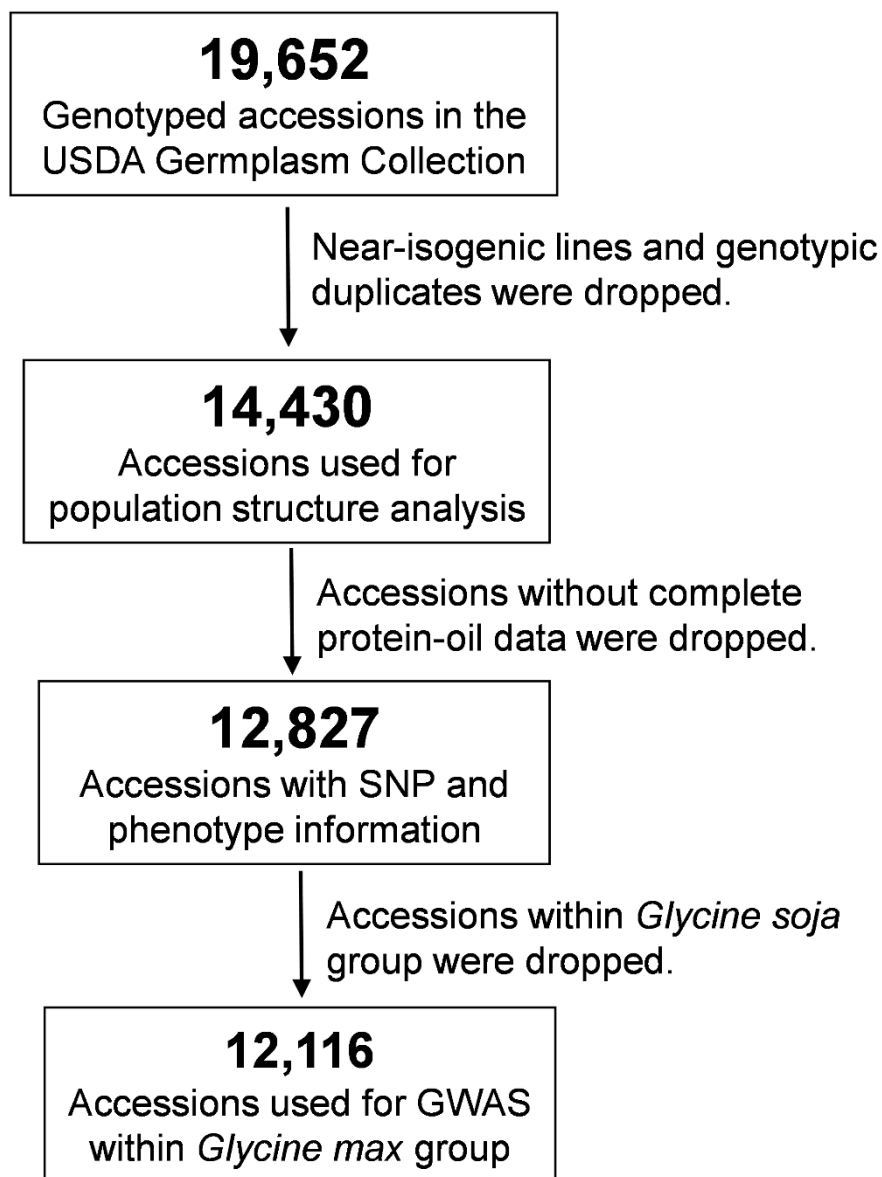 19,652
Genotyped accessions in the
USDA Germplasm Collection
Near-isogenic lines and genotypic
duplicates were dropped.
14,430
Accessions used for
population structure analysis
Accessions without complete
protein-oil data were dropped.
12,827
Accessions with SNP and
phenotype information
Accessions within Glycine soja
group were dropped.
12,116
Accessions used for GWAS
within Glycine max group